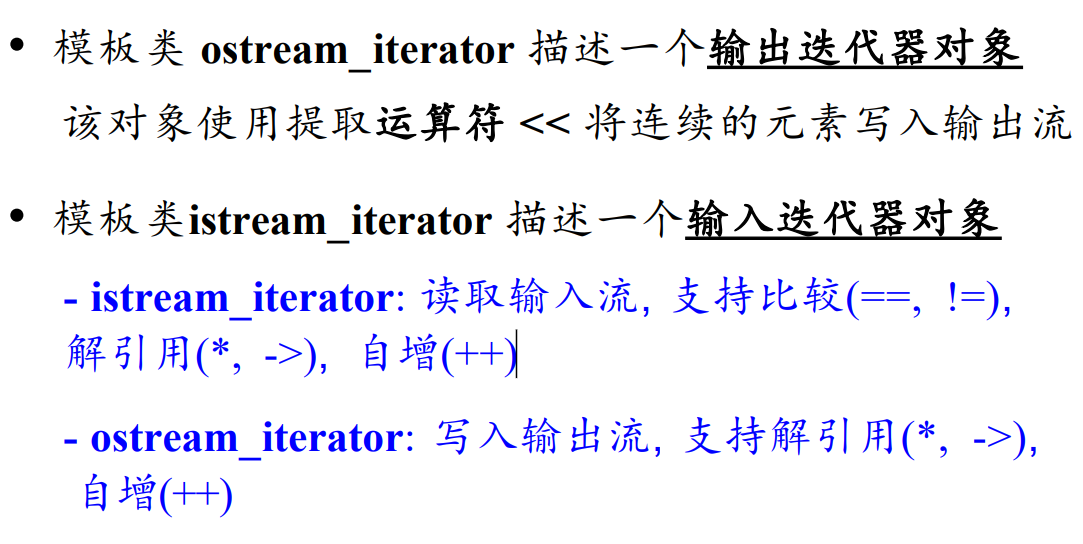 • 模板类 ostream_iterator 描述一个输出迭代器对象
该对象使用提取运算符 << 将连续的元素写入输出流
• 模板类istream_iterator 描述一个输入迭代器对象
- istream_iterator: 读取输入流, 支持比较(==, !=),
解引用(*, ->), 自增(++)
- ostream_iterator: 写入输出流, 支持解引用(*, ->),
自增(++)